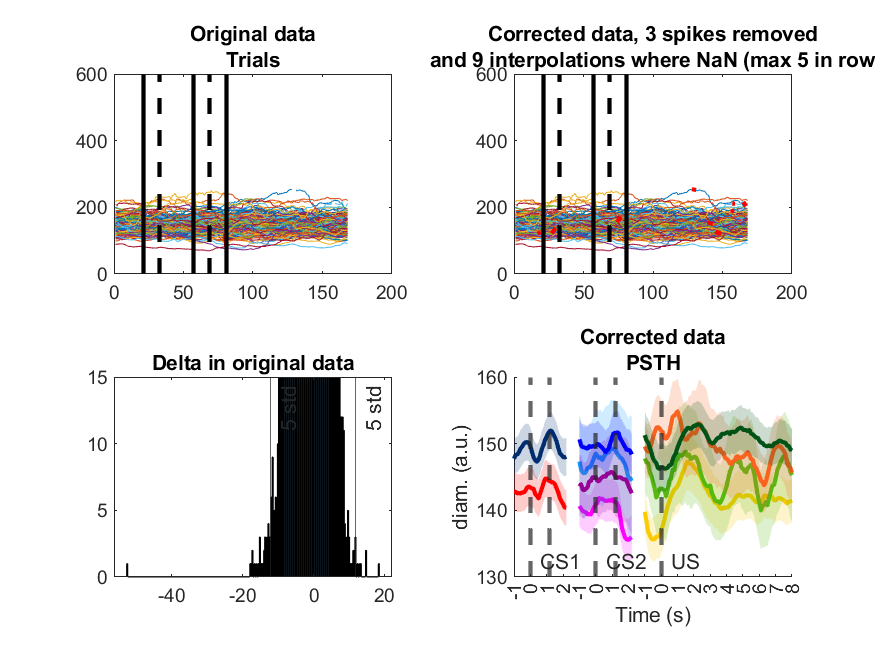 Original data
Trials
600
400
200
0
0 50 100 150 200
Corrected data, 3 spikes removed
and 9 interpolations where NaN (max 5 in row
600
400
200
0
0 50 100 150 200
Delta in original data
15
10
5
0
5 std
5 std
-40 -20 0 20
Corrected data
PSTH
160
150
140
130
diam. (a.u.)
CS1 CS2 US
-1 0 1 2 -1 0 1 2 -1 0 1 2 3 4 5 6 7 8
Time (s)